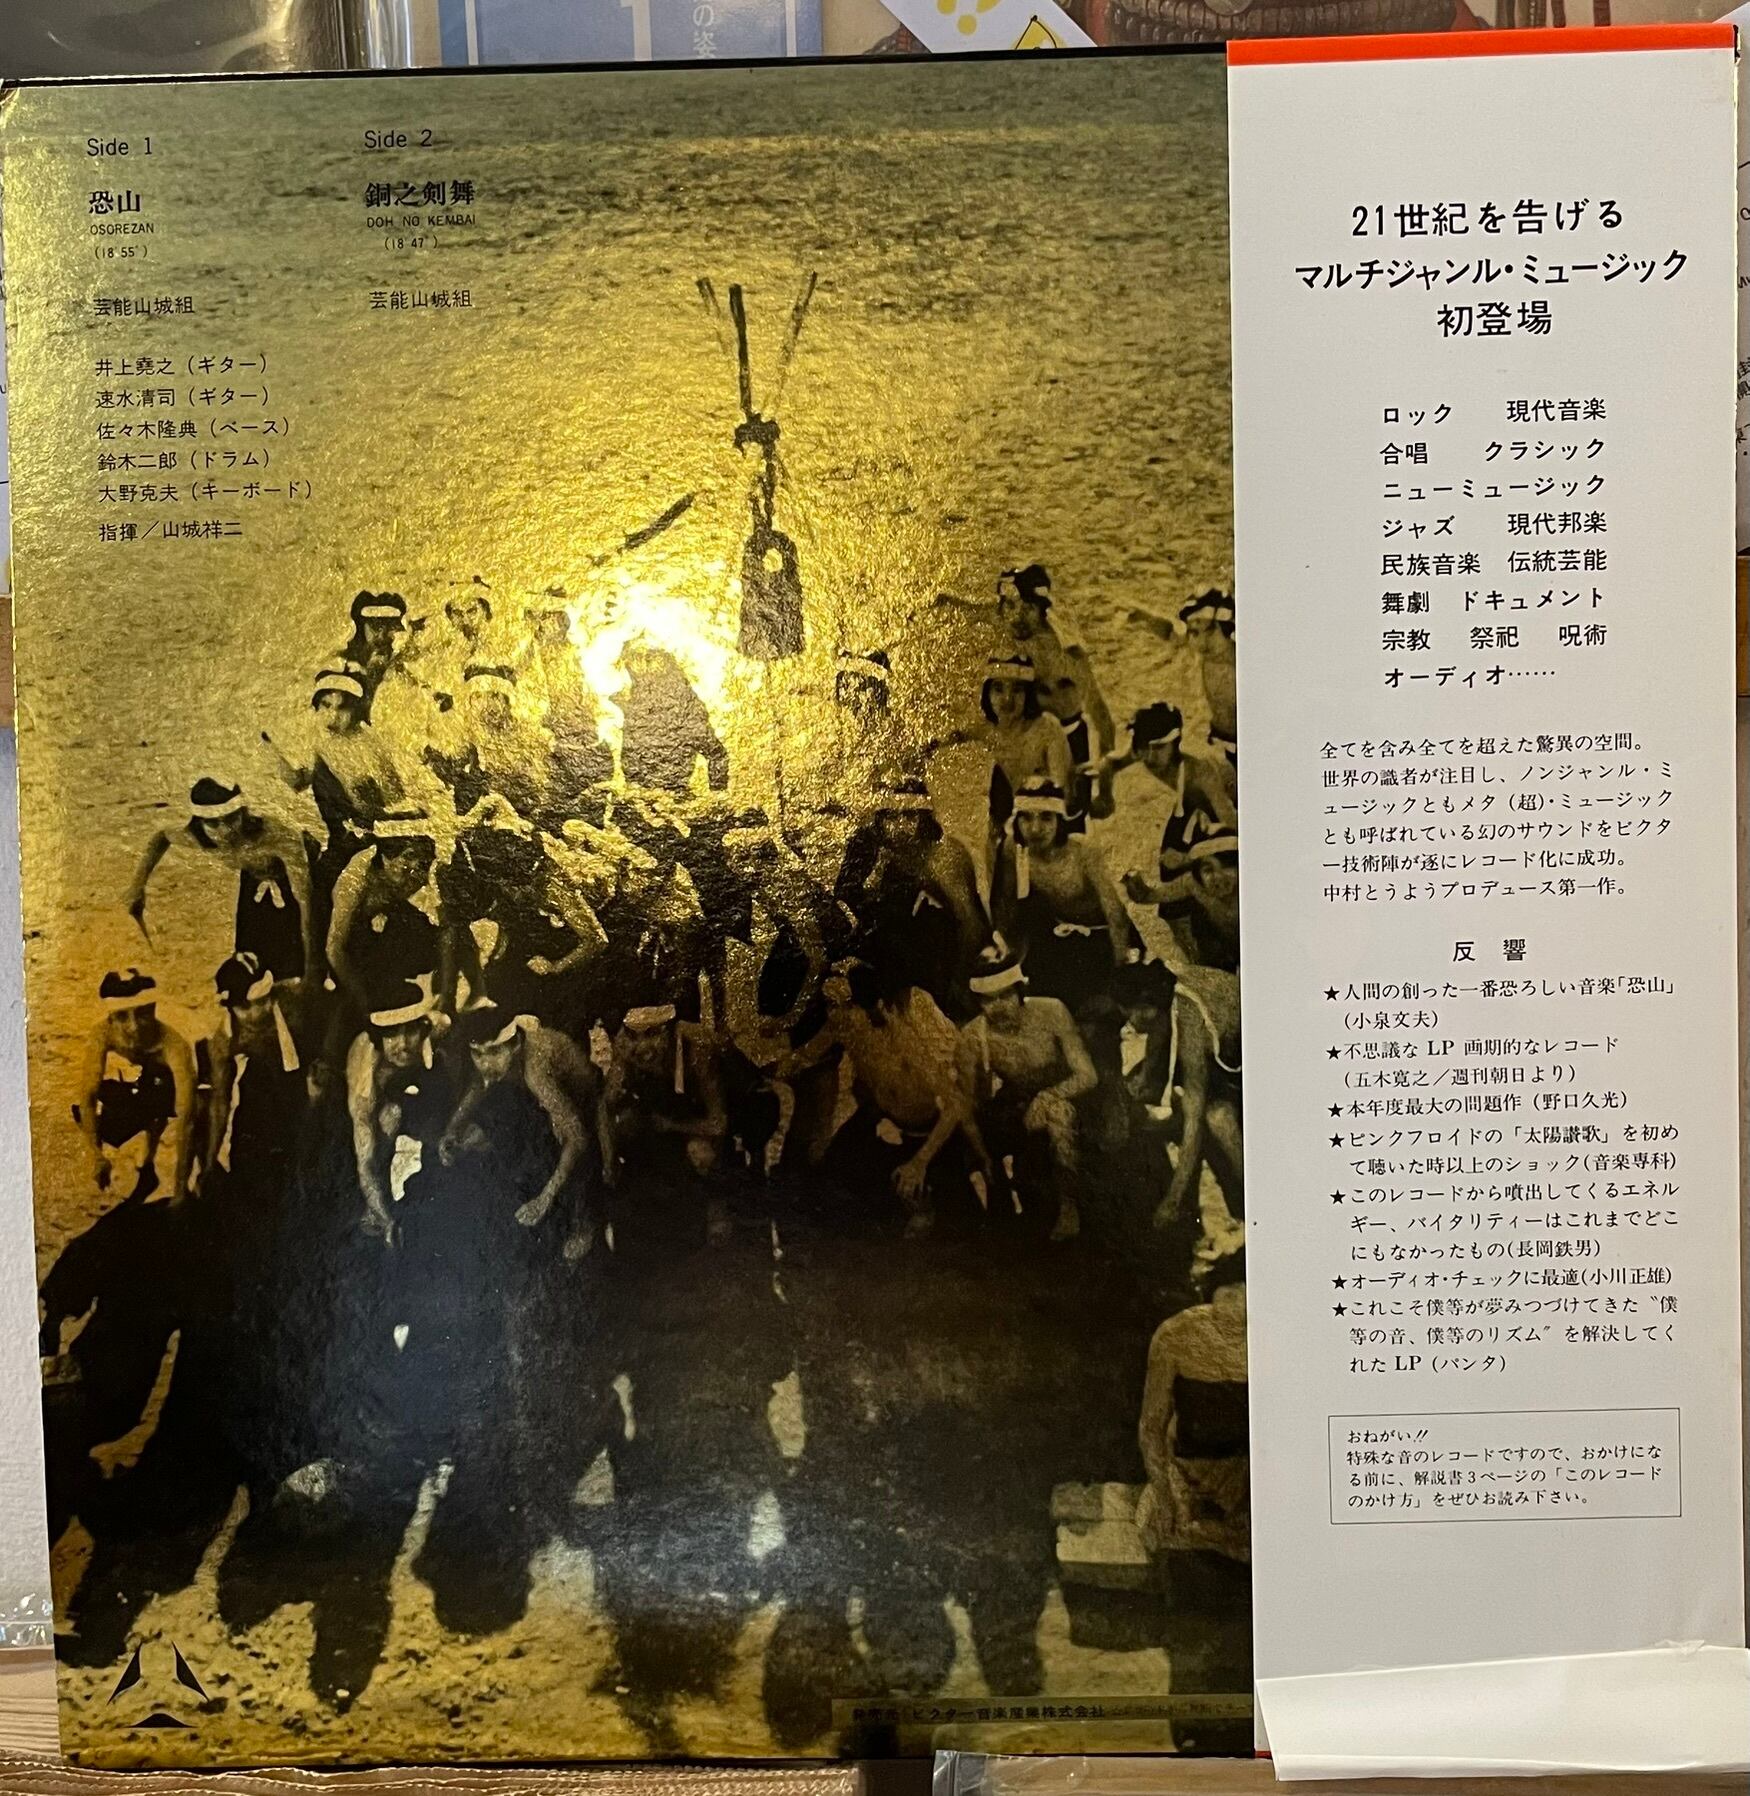 の姿
Side 1
恐山
OSOREZAN
(18'55")
芸能山城組
井上堯之(ギター)
速水清司(ギター)
佐々木隆典(ベース)
鈴木二郎(ドラム)
大野克夫(キーボード)
指揮/山城祥二
Side 2
銅之剣舞
DOH NO KEMBAI
(18'47")
芸能山城組
発売元 ビクター音楽産業株式会社
21世紀を告げる
マルチジャンル・ミュージック
初登場
ロック 現代音楽
合唱 クラシック
ニューミュージック
ジャズ 現代邦楽
民族音楽 伝統芸能
舞劇 ドキュメント
宗教 祭祀 呪術
オーディオ……
全てを含み全てを超えた驚異の空間。
世界の識者が注目し、ノンジャンル・ミ
ュージックともメタ(超)・ミュージック
とも呼ばれている幻のサウンドをビクタ
ー技術陣が遂にレコード化に成功。
中村とうようプロデュース第一作。
反響
★人間の創った一番恐ろしい音楽「恐山」
(小泉文夫)
★不思議な LP 画期的なレコード
(五木寛之/週刊朝日より)
★本年度最大の問題作(野口久光)
★ピンクフロイドの「太陽讃歌」を初め
て聴いた時以上のショック(音楽専科)
★このレコードから噴出してくるエネル
ギー、バイタリティーはこれまでどこ
にもなかったもの(長岡鉄男)
★オーディオ・チェックに最適(小川正雄)
★これこそ僕等が夢みつづけてきた〝僕
等の音、僕等のリズム〟を解決してく
れた LP (パンタ)
おねがい!!
特殊な音のレコードですので、おかけにな
る前に、解説書3ページの「このレコード
のかけ方」をぜひお読み下さい。